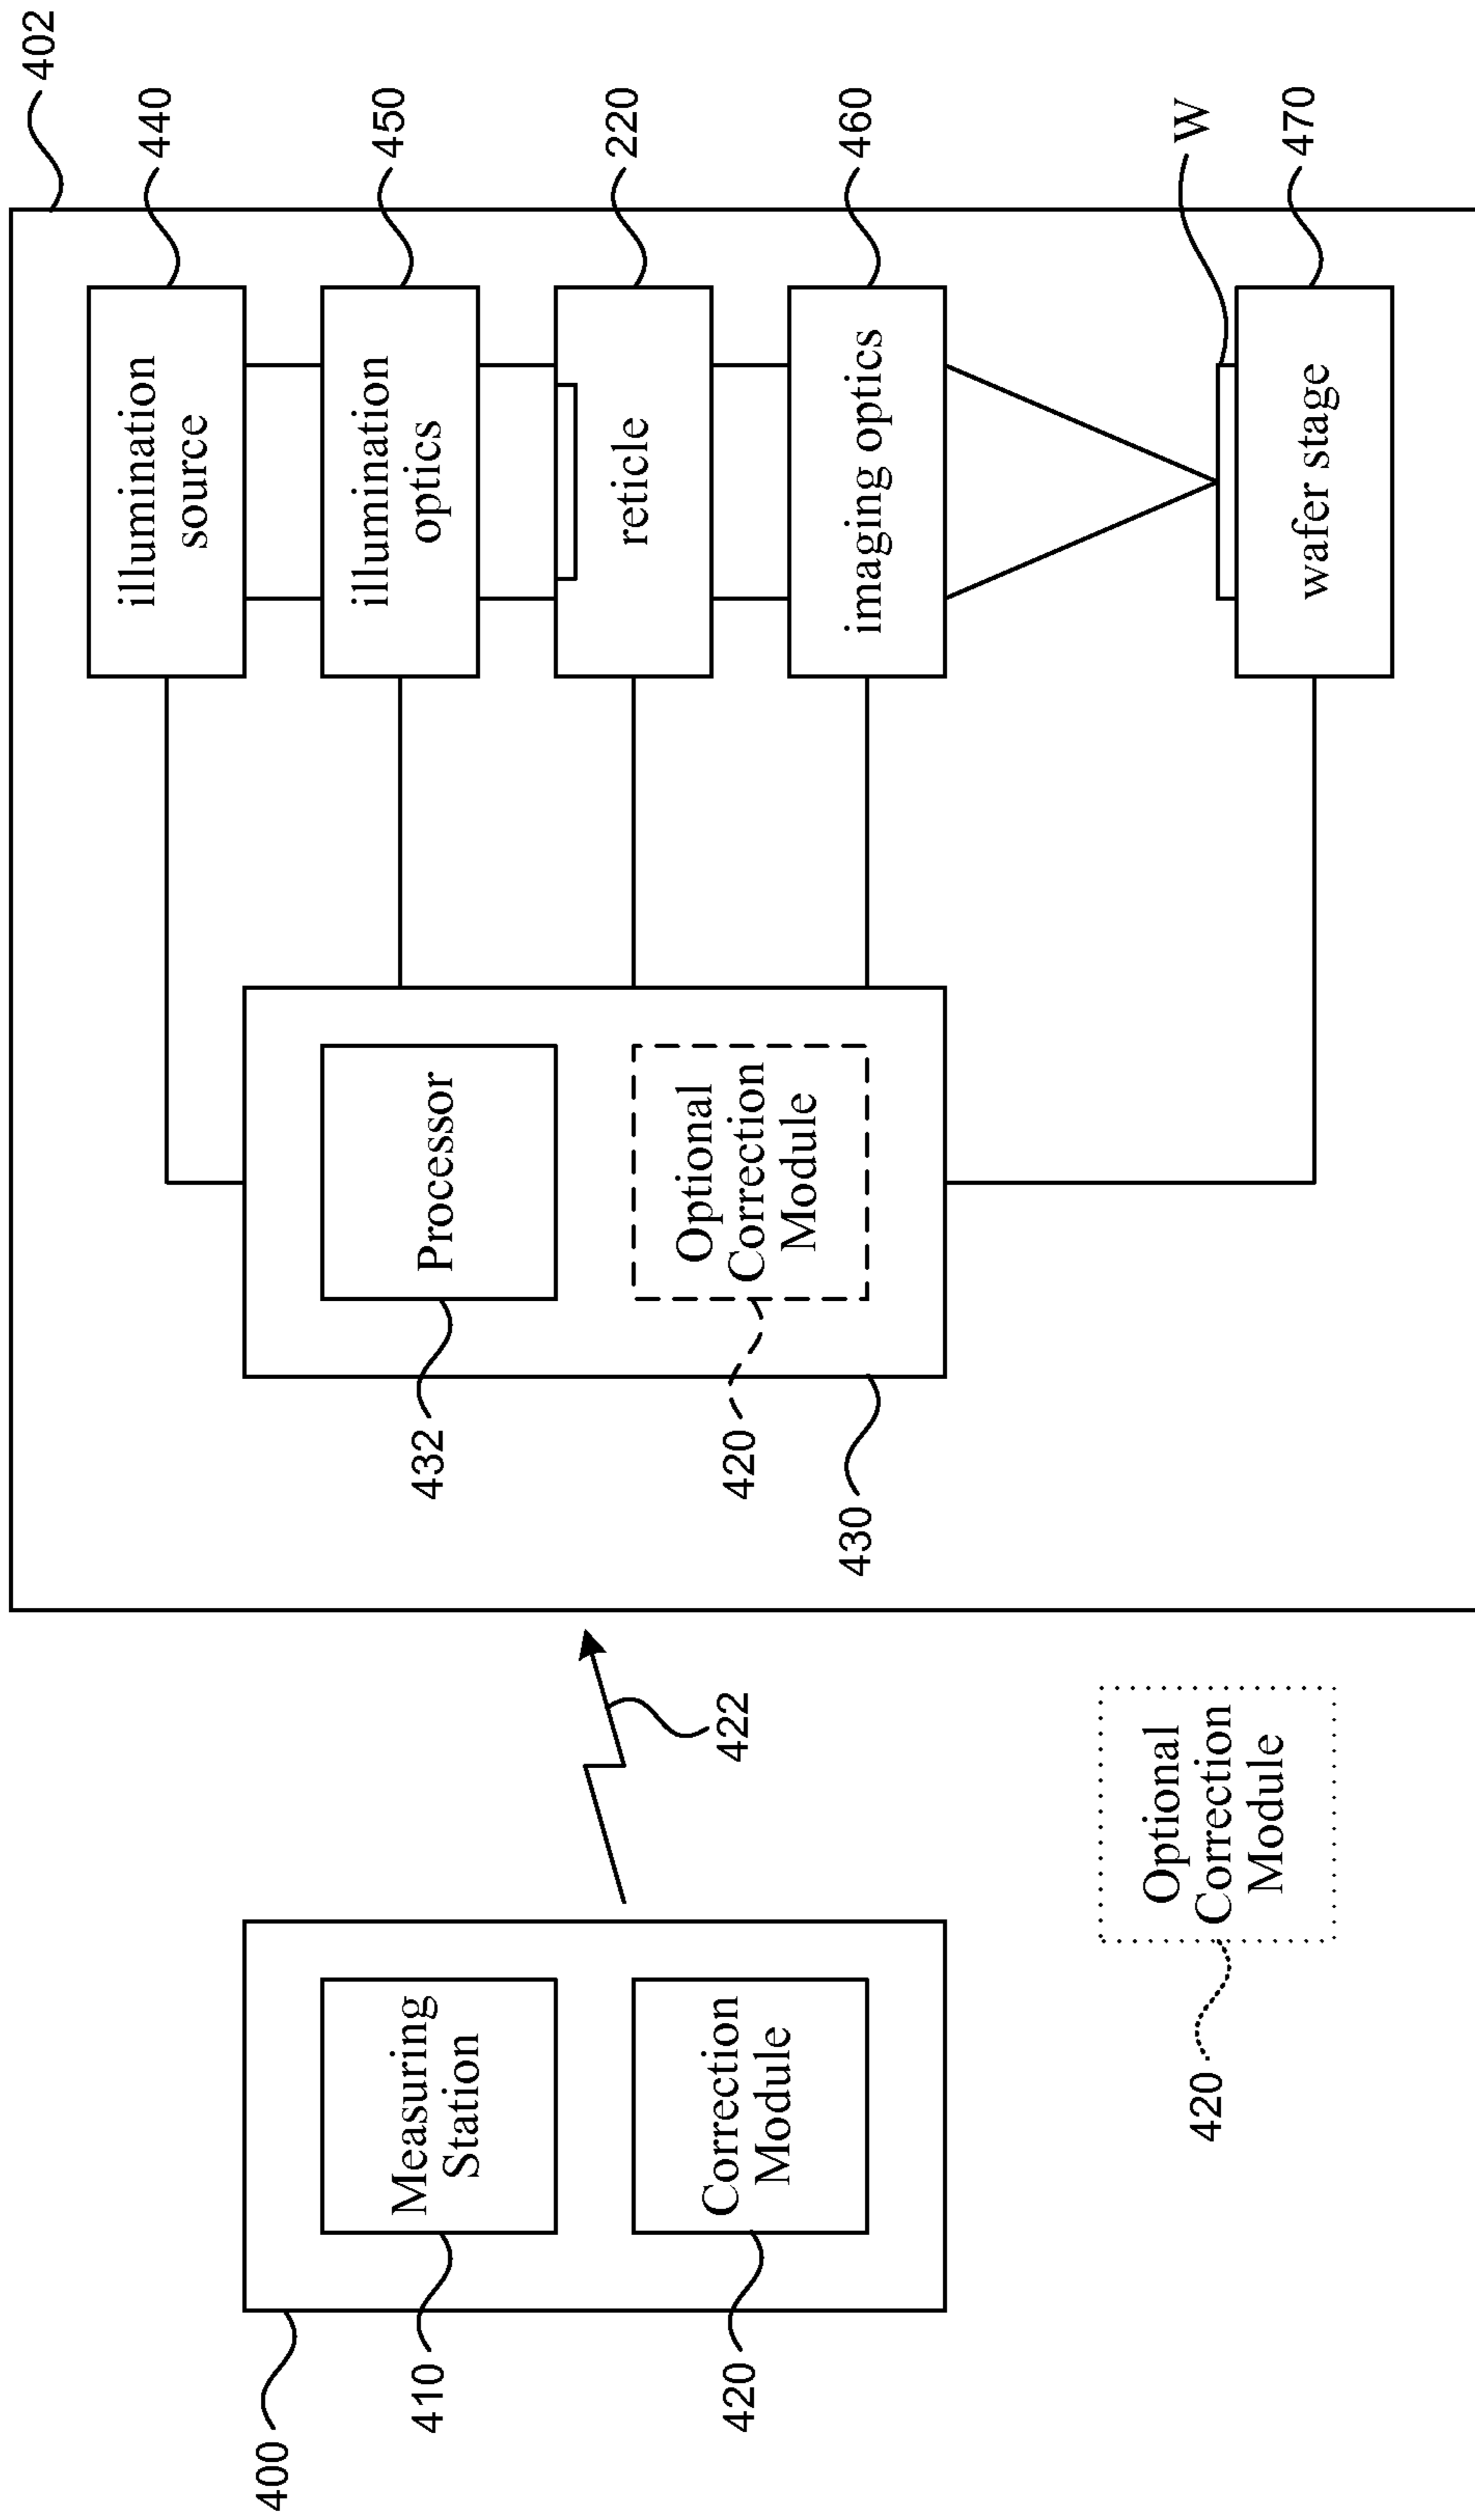 402
440
illumination
source
450
illumination
optics
220
reticle
460
imaging optics
W
470
wafer stage
Processor
432
Optional
Correction
Module
420
430
422
400
Measuring
Station
410
Correction
Module
420
Optional
Correction
Module
420